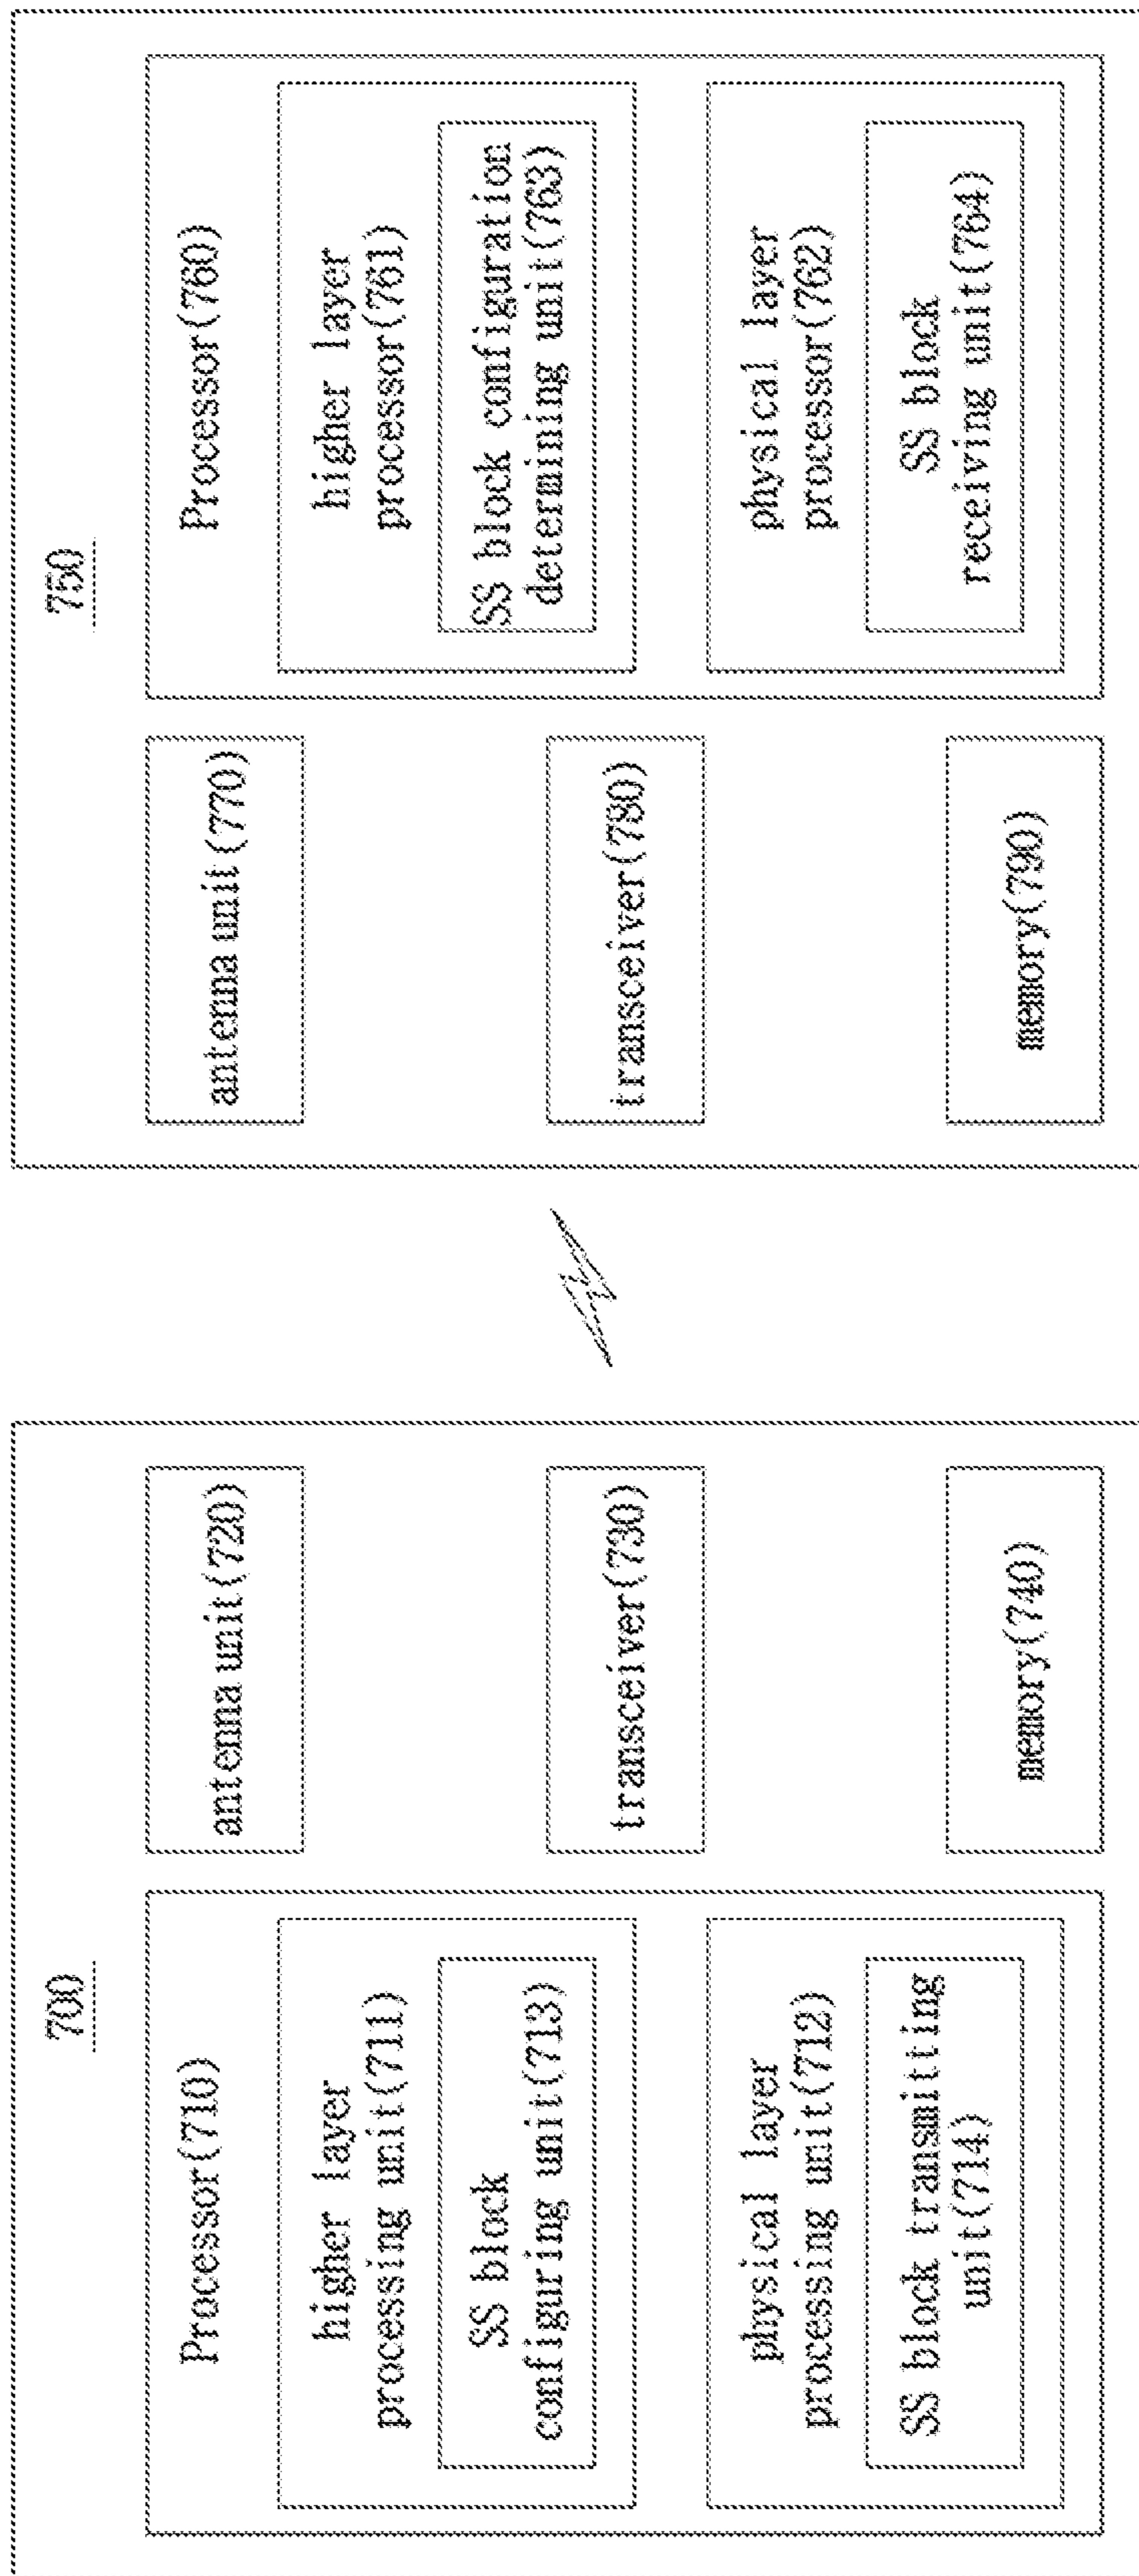 700
Processor(710)
higher layer
processing unit(711)
SS block
configuring unit(713)
physical layer
processing unit(712)
SS block transmitting
unit(714)
antenna unit(720)
transceiver(730)
memory(740)
750
antenna unit(770)
transceiver(780)
memory(790)
Processor(760)
higher layer
processor(761)
SS block configuration
determining unit(763)
physical layer
processor(762)
SS block
receiving unit(764)